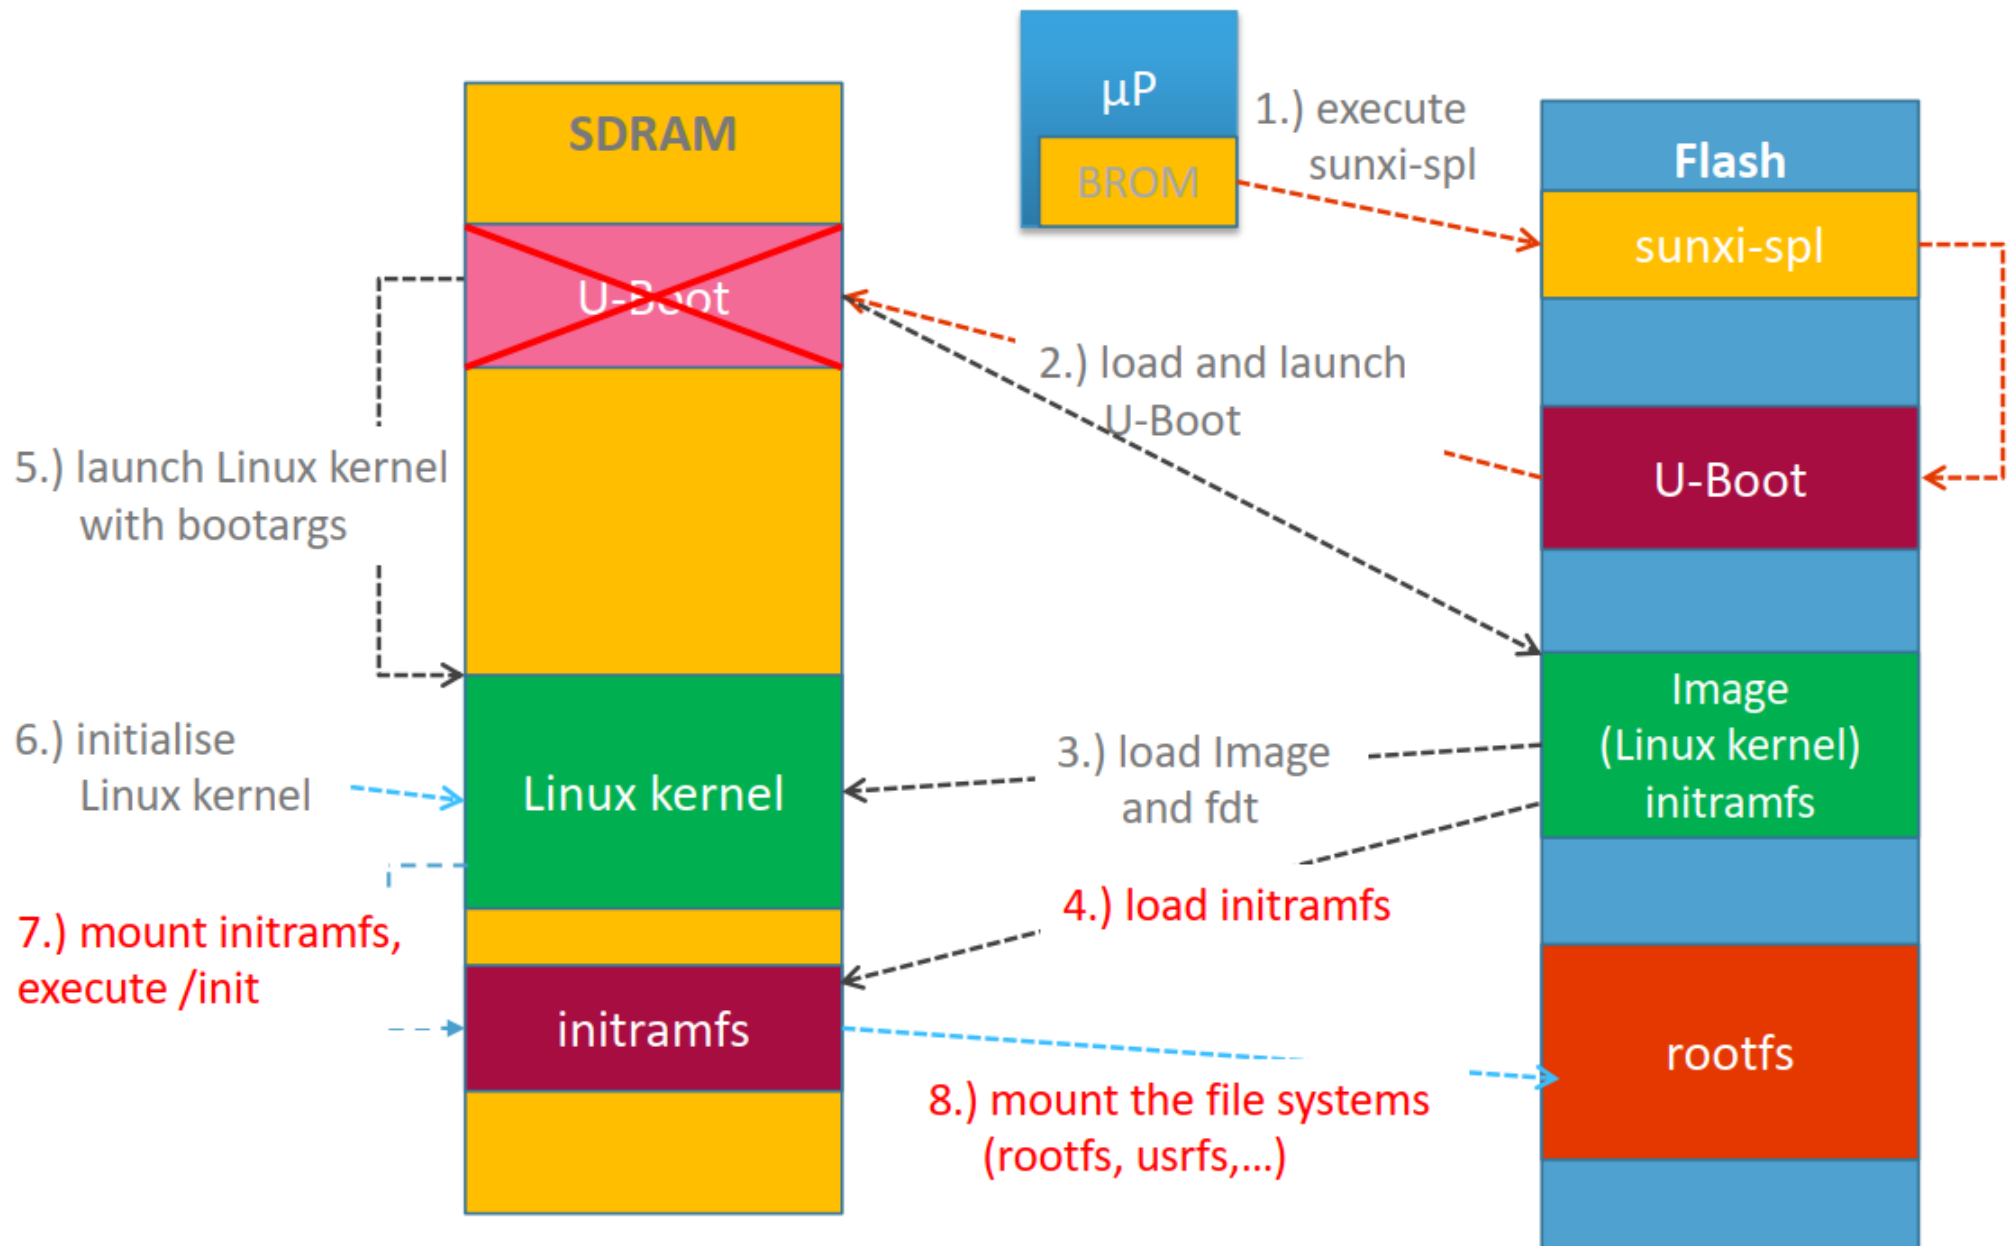 µP
BROM
1.) execute
sunxi-spl
SDRAM
Flash
sunxi-spl
U-Boot
2.) load and launch
U-Boot
U-Boot
5.) launch Linux kernel
with bootargs
Image
(Linux kernel)
initramfs
6.) initialise
Linux kernel
Linux kernel
3.) load Image
and fdt
4.) load initramfs
7.) mount initramfs,
execute /init
initramfs
rootfs
8.) mount the file systems
(rootfs, usrfs,...)